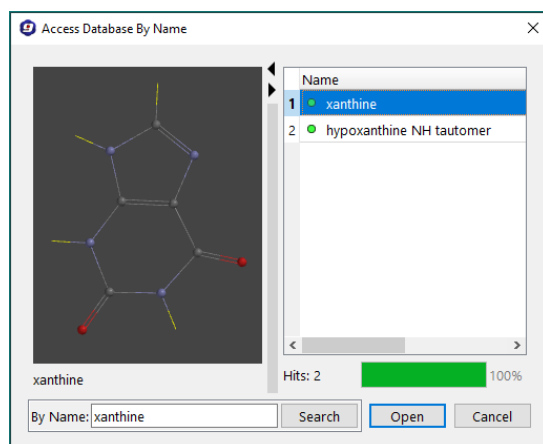 Access Database By Name
Name
1 xanthine
2 hypoxanthine NH tautomer
xanthine
Hits: 2
100%
By Name: xanthine
Search
Open
Cancel